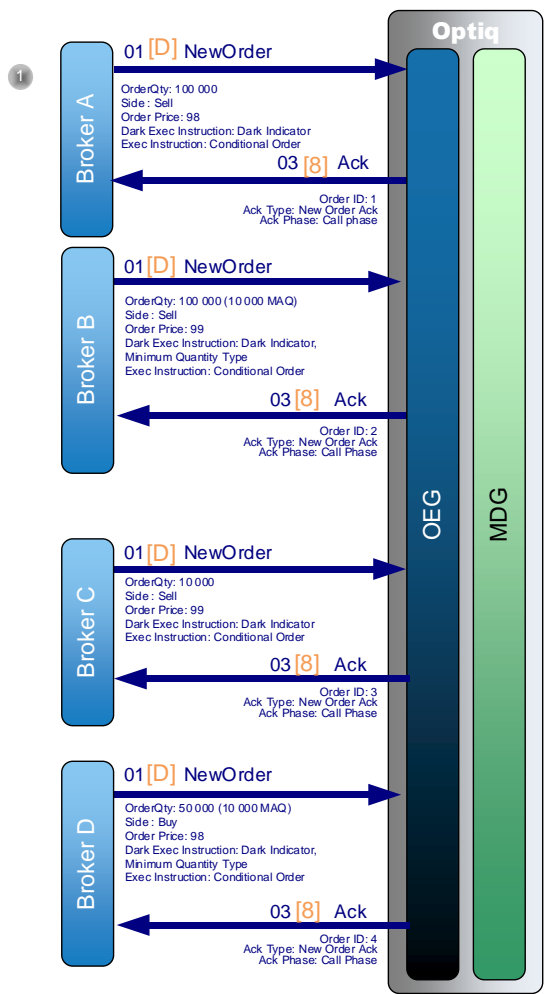 Optiq
1
Broker A
01 [D] NewOrder
OrderQty: 100 000
Side : Sell
Order Price: 98
Dark Exec Instruction: Dark Indicator
Exec Instruction: Conditional Order
03 [8] Ack
Order ID: 1
Ack Type: New Order Ack
Ack Phase: Call phase
Broker B
01 [D] NewOrder
OrderQty: 100 000 (10 000 MAQ)
Side : Sell
Order Price: 99
Dark Exec Instruction: Dark Indicator,
Minimum Quantity Type
Exec Instruction: Conditional Order
03 [8] Ack
Order ID: 2
Ack Type: New Order Ack
Ack Phase: Call Phase
OEG
MDG
Broker C
01 [D] NewOrder
OrderQty: 10 000
Side : Sell
Order Price: 99
Dark Exec Instruction: Dark Indicator
Exec Instruction: Conditional Order
03 [8] Ack
Order ID: 3
Ack Type: New Order Ack
Ack Phase: Call Phase
Broker D
01 [D] NewOrder
OrderQty: 50 000 (10 000 MAQ)
Side : Buy
Order Price: 98
Dark Exec Instruction: Dark Indicator,
Minimum Quantity Type
Exec Instruction: Conditional Order
03 [8] Ack
Order ID: 4
Ack Type: New Order Ack
Ack Phase: Call Phase